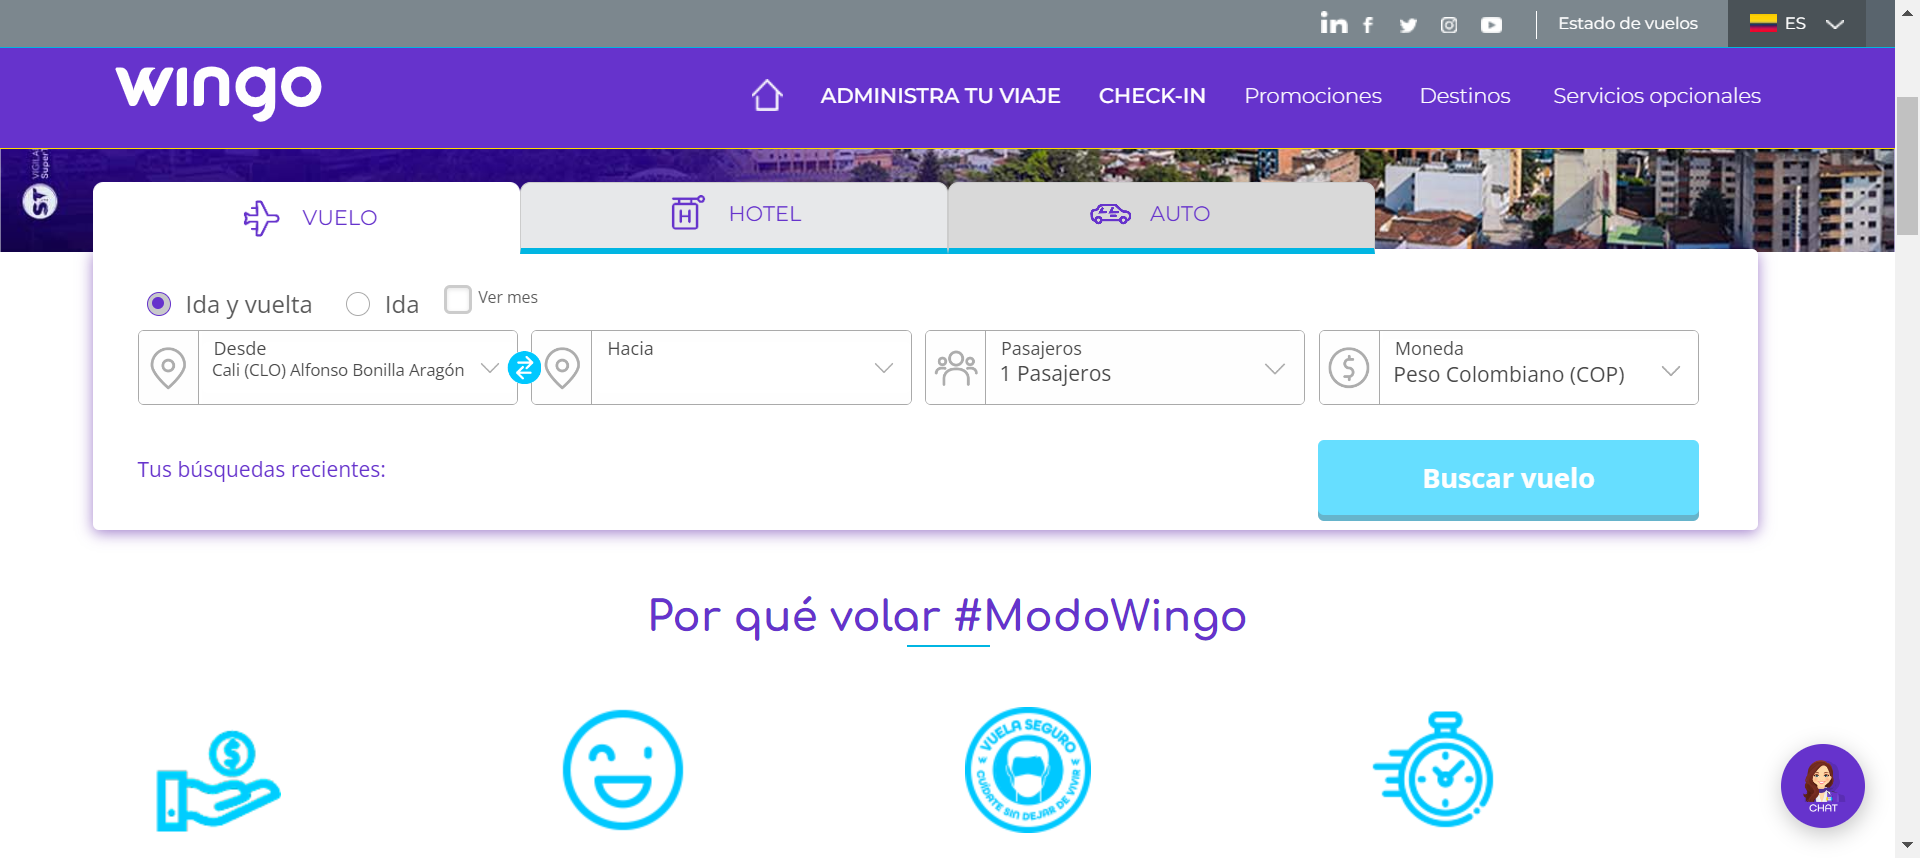 Estado de vuelos
ES
wingo
ADMINISTRA TU VIAJE
CHECK-IN
Promociones
Destinos
Servicios opcionales
VUELO
HOTEL
AUTO
Ida y vuelta
Ida
Ver mes
Desde
Cali (CLO) Alfonso Bonilla Aragón
Hacia
Pasajeros
1 Pasajeros
Moneda
Peso Colombiano (COP)
Tus búsquedas recientes:
Buscar vuelo
Por qué volar #ModoWingo
VUELA SEGURO
CUÍDATE SIN DEJAR DE VIVIR
CHAT